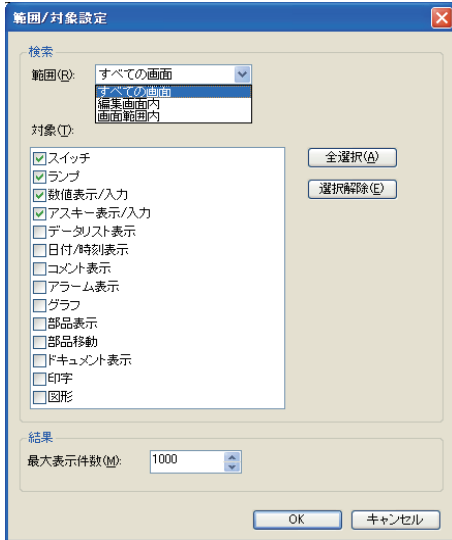 範囲/対象設定
検索
範囲(R): すべての画面
すべての画面
編集画面内
画面範囲内
対象(T):
スイッチ 全選択(A)
ランプ
数値表示/入力 選択解除(E)
アスキー表示/入力
データリスト表示
日付/時刻表示
コメント表示
アラーム表示
グラフ
部品表示
部品移動
ドキュメント表示
印字
図形
結果
最大表示件数(M): 1000
OK キャンセル